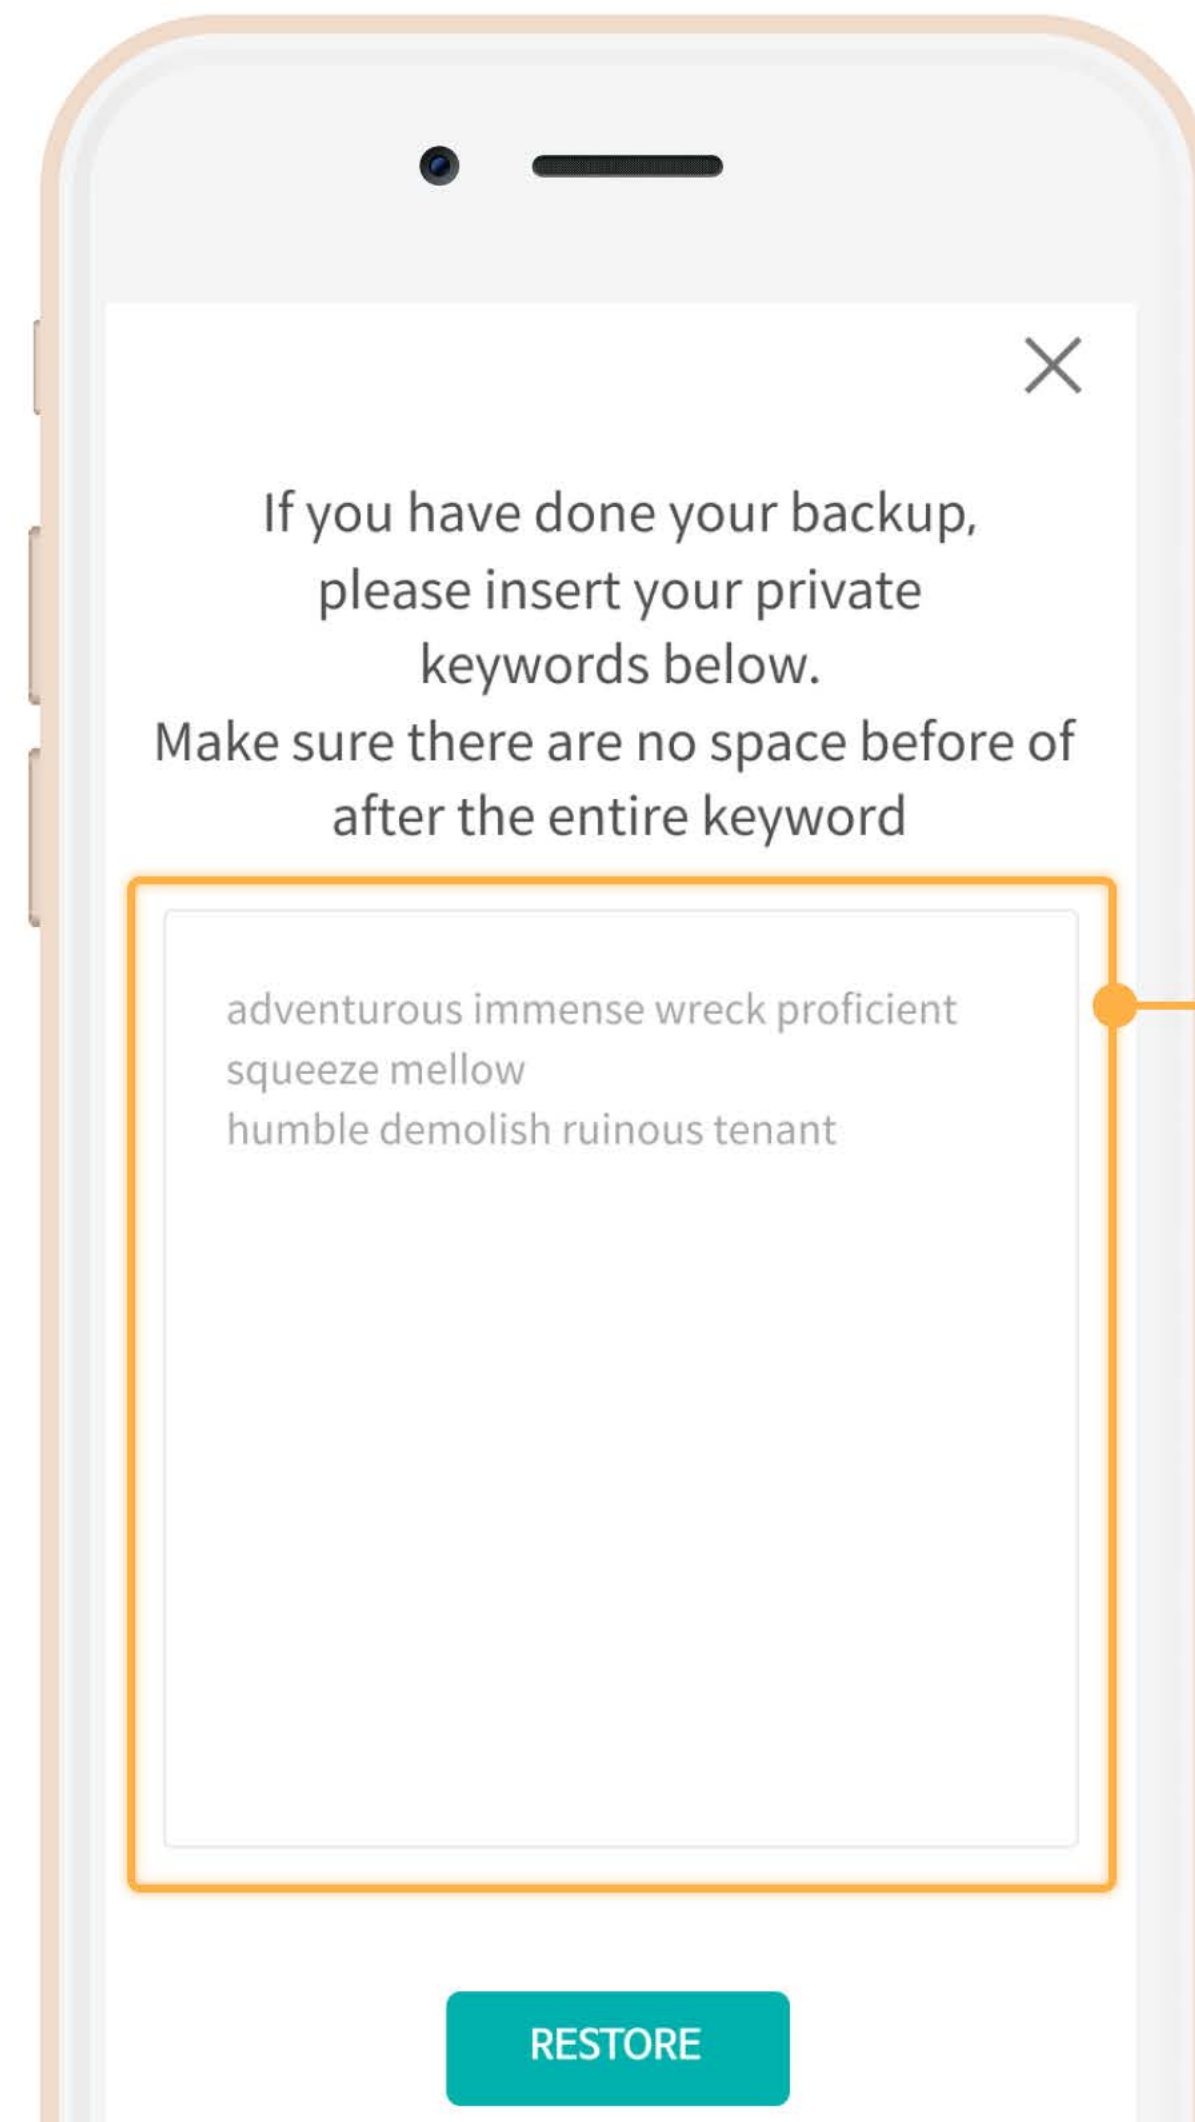 If you have done your backup,
please insert your private
keywords below.
Make sure there are no space before of
after the entire keyword
adventurous immense wreck proficient
squeeze mellow
humble demolish ruinous tenant
RESTORE